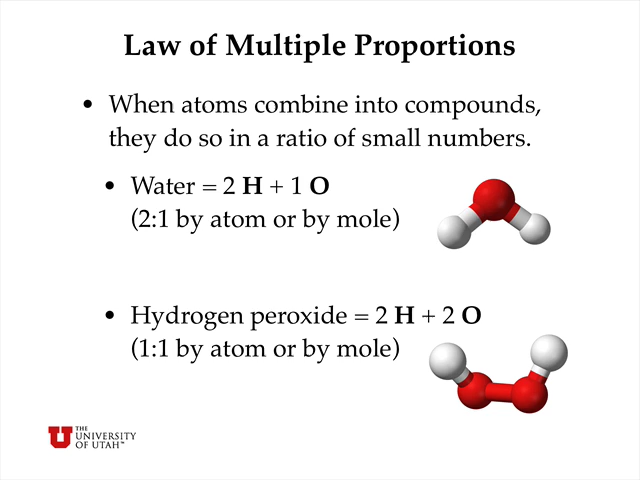 Law of Multiple Proportions
• When atoms combine into compounds,
they do so in a ratio of small numbers.
• Water = 2 H + 1 O
(2:1 by atom or by mole)
• Hydrogen peroxide = 2 H + 2 O
(1:1 by atom or by mole)
THE
UNIVERSITY
OF UTAH™